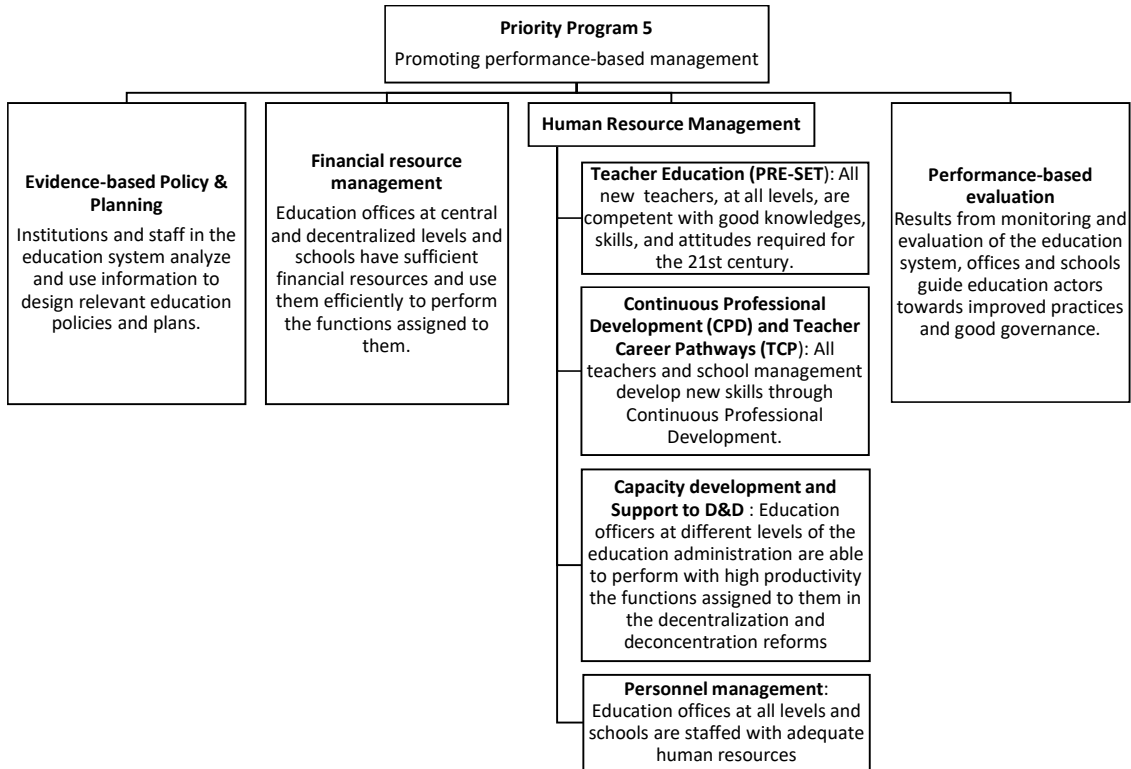 Priority Program 5
Promoting performance-based management
Evidence-based Policy &
Planning
Institutions and staff in the
education system analyze
and use information to
design relevant education
policies and plans.
Financial resource
management
Education offices at central
and decentralized levels and
schools have sufficient
financial resources and use
them efficiently to perform
the functions assigned to
them.
Human Resource Management
Teacher Education (PRE-SET): All
new teachers, at all levels, are
competent with good knowledges,
skills, and attitudes required for
the 21st century.
Continuous Professional
Development (CPD) and Teacher
Career Pathways (TCP): All
teachers and school management
develop new skills through
Continuous Professional
Development.
Capacity development and
Support to D&D : Education
officers at different levels of the
education administration are able
to perform with high productivity
the functions assigned to them in
the decentralization and
deconcentration reforms
Personnel management:
Education offices at all levels and
schools are staffed with adequate
human resources
Performance-based
evaluation
Results from monitoring and
evaluation of the education
system, offices and schools
guide education actors
towards improved practices
and good governance.